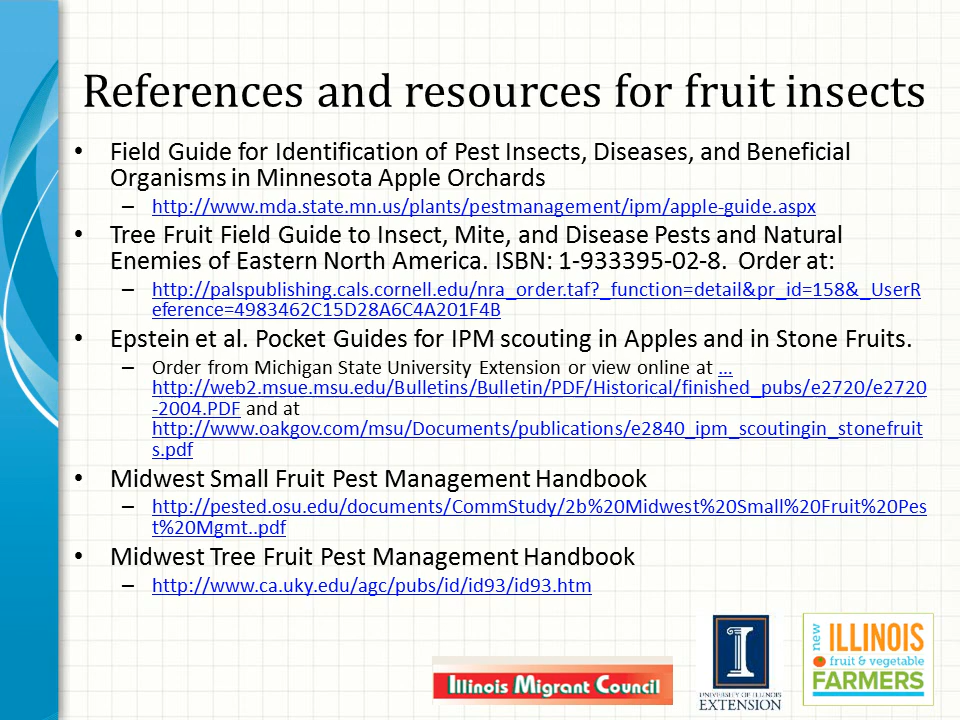 References and resources for fruit insects
• Field Guide for Identification of Pest Insects, Diseases, and Beneficial
Organisms in Minnesota Apple Orchards
– http://www.mda.state.mn.us/plants/pestmanagement/ipm/apple-guide.aspx
• Tree Fruit Field Guide to Insect, Mite, and Disease Pests and Natural
Enemies of Eastern North America. ISBN: 1-933395-02-8. Order at:
– http://palspublishing.cals.cornell.edu/nra_order.taf?_function=detail&pr_id=158&_UserR
eference=4983462C15D28A6C4A201F4B
• Epstein et al. Pocket Guides for IPM scouting in Apples and in Stone Fruits.
– Order from Michigan State University Extension or view online at ...
http://web2.msue.msu.edu/Bulletins/Bulletin/PDF/Historical/finished_pubs/e2720/e2720
-2004.PDF and at
http://www.oakgov.com/msu/Documents/publications/e2840_ipm_scoutingin_stonefruit
s.pdf
• Midwest Small Fruit Pest Management Handbook
– http://pested.osu.edu/documents/CommStudy/2b%20Midwest%20Small%20Fruit%20Pes
t%20Mgmt..pdf
• Midwest Tree Fruit Pest Management Handbook
– http://www.ca.uky.edu/agc/pubs/id/id93/id93.htm
Illinois Migrant Council
I
UNIVERSITY OF ILLINOIS
EXTENSION
new
ILLINOIS
fruit & vegetable
FARMERS